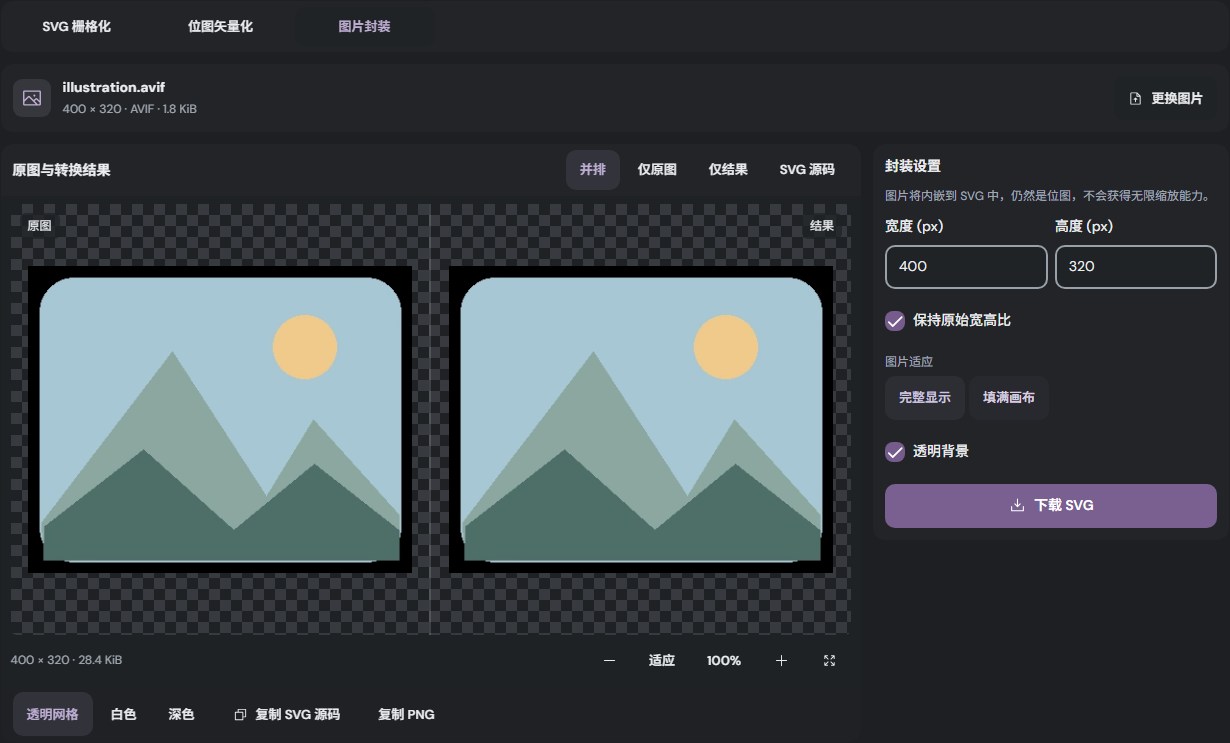 SVG 栅格化 位图矢量化 图片封装
illustration.avif
400 × 320 · AVIF · 1.8 KiB
更换图片
原图与转换结果 并排 仅原图 仅结果 SVG 源码
原图 结果
封装设置
图片将内嵌到 SVG 中，仍然是位图，不会获得无限缩放能力。
宽度 (px) 高度 (px)
400 320
保持原始宽高比
图片适应
完整显示 填满画布
透明背景
下载 SVG
400 × 320 · 28.4 KiB 适应 100%
透明网格 白色 深色 复制 SVG 源码 复制 PNG